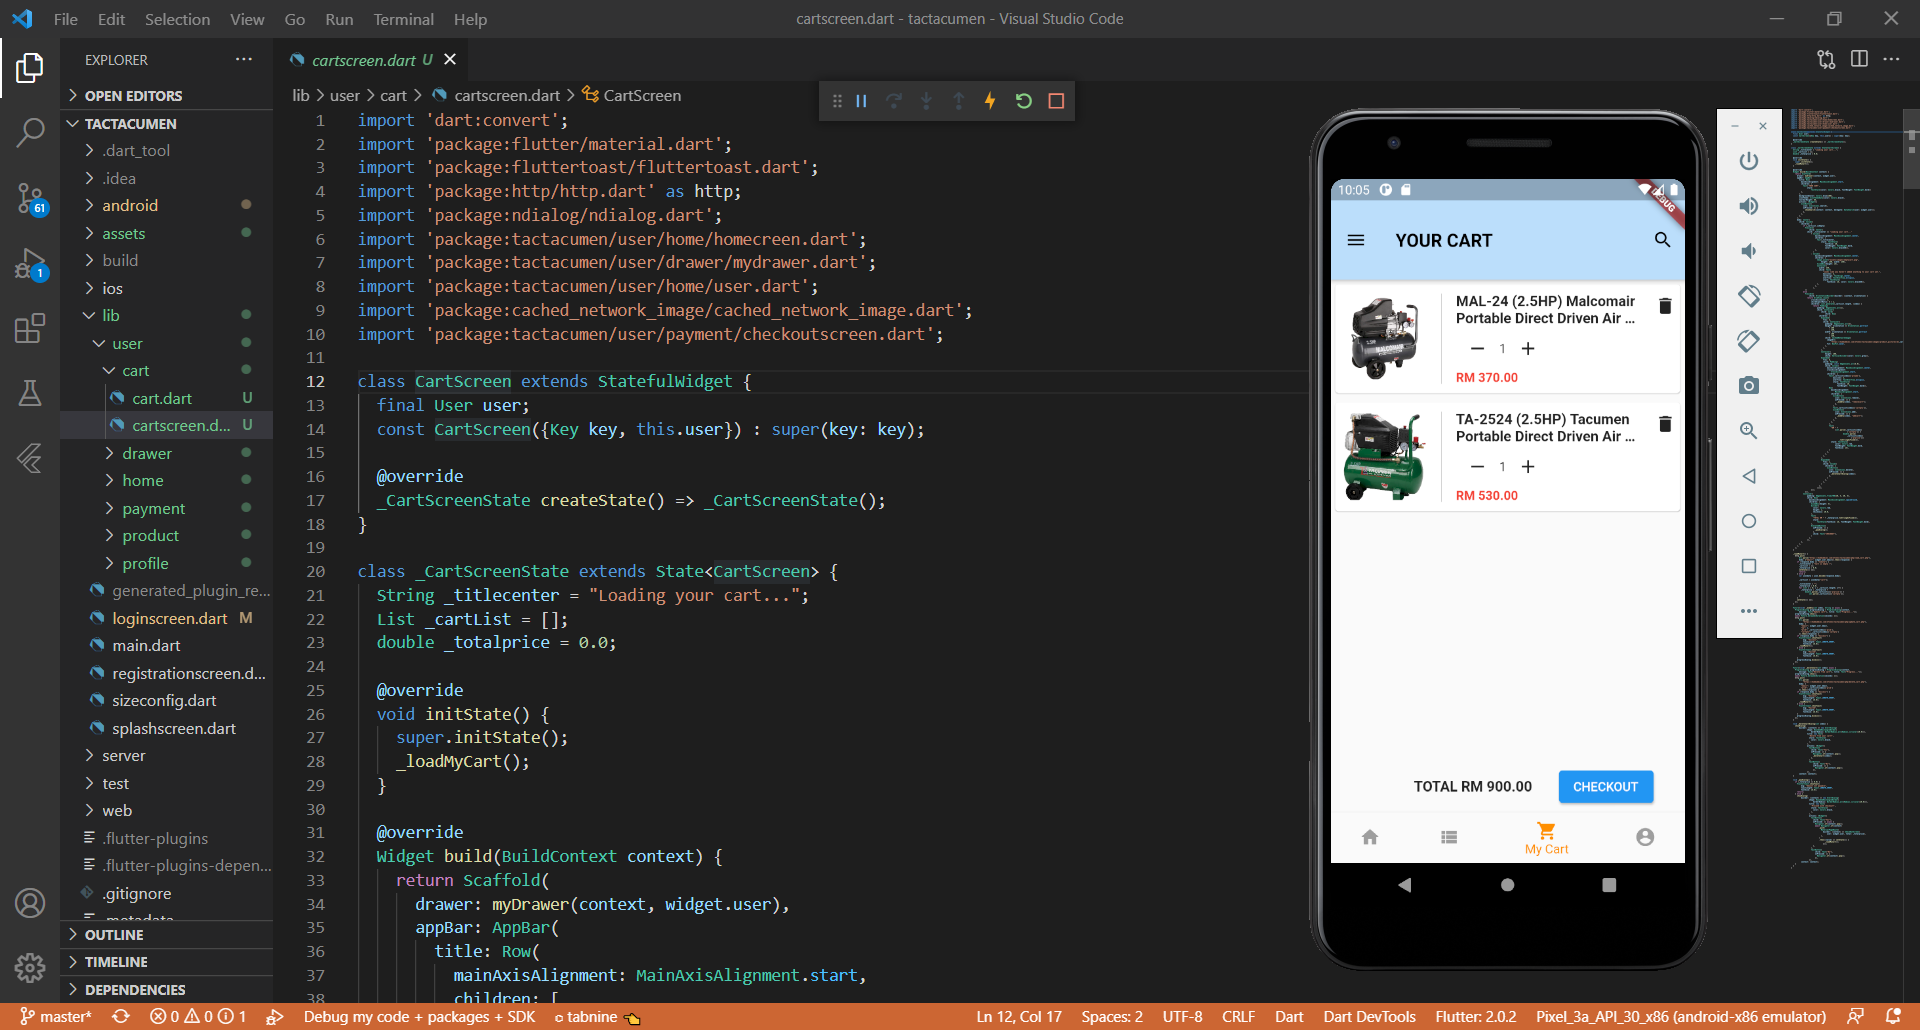 File Edit Selection View Go Run Terminal Help
cartscreen.dart - tactacumen - Visual Studio Code
EXPLORER
OPEN EDITORS
TACTACUMEN
.dart_tool
.idea
android
assets
build
ios
lib
user
cart
cart.dart U
cartscreen.d... U
drawer
home
payment
product
profile
generated_plugin_re...
loginscreen.dart M
main.dart
registrationscreen.d...
sizeconfig.dart
splashscreen.dart
server
test
web
.flutter-plugins
.flutter-plugins-depen...
.gitignore
.metadata
OUTLINE
TIMELINE
DEPENDENCIES
61
1
cartscreen.dart U
lib > user > cart > cartscreen.dart > CartScreen
1 import 'dart:convert';
2 import 'package:flutter/material.dart';
3 import 'package:fluttertoast/fluttertoast.dart';
4 import 'package:http/http.dart' as http;
5 import 'package:ndialog/ndialog.dart';
6 import 'package:tactacumen/user/home/homecreen.dart';
7 import 'package:tactacumen/user/drawer/mydrawer.dart';
8 import 'package:tactacumen/user/home/user.dart';
9 import 'package:cached_network_image/cached_network_image.dart';
10 import 'package:tactacumen/user/payment/checkoutscreen.dart';
11
12 class CartScreen extends StatefulWidget {
13 final User user;
14 const CartScreen({Key key, this.user}) : super(key: key);
15
16 @override
17 _CartScreenState createState() => _CartScreenState();
18 }
19
20 class _CartScreenState extends State<CartScreen> {
21 String _titlecenter = "Loading your cart...";
22 List _cartList = [];
23 double _totalprice = 0.0;
24
25 @override
26 void initState() {
27 super.initState();
28 _loadMyCart();
29 }
30
31 @override
32 Widget build(BuildContext context) {
33 return Scaffold(
34 drawer: myDrawer(context, widget.user),
35 appBar: AppBar(
36 title: Row(
37 mainAxisAlignment: MainAxisAlignment.start,
38 children: [
10:05
DEBUG
YOUR CART
MAL-24 (2.5HP) Malcomair
Portable Direct Driven Air ...
1
RM 370.00
TA-2524 (2.5HP) Tacumen
Portable Direct Driven Air ...
1
RM 530.00
TOTAL RM 900.00 CHECKOUT
My Cart
master* 0 0 1 Debug my code + packages + SDK tabnine Ln 12, Col 17 Spaces: 2 UTF-8 CRLF Dart Dart DevTools Flutter: 2.0.2 Pixel_3a_API_30_x86 (android-x86 emulator)